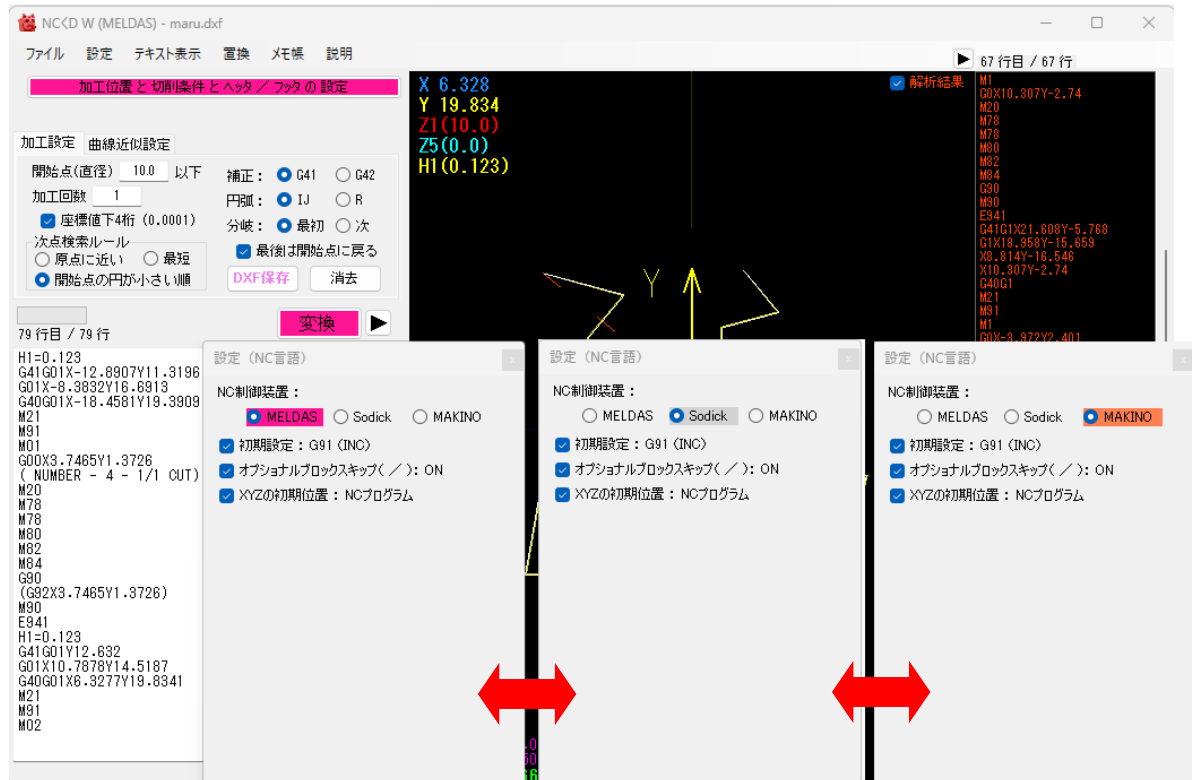 NC<D W (MELDAS) - maru.dxf
ファイル 設定 テキスト表示 置換 メモ帳 説明
67 行目 / 67 行
加工位置 と 切削条件 と ヘッダ / フッタ の 設定
加工設定 曲線近似設定
開始点(直径) 10.0 以下
加工回数 1
座標値下4桁 (0.0001)
次点検索ルール
原点に近い 最短
開始点の円が小さい順
補正: G41 G42
円弧: IJ R
分岐: 最初 次
最後は開始点に戻る
DXF保存 消去
変換
79 行目 / 79 行
X 6.328
Y 19.834
Z1(10.0)
Z5(0.0)
H1(0.123)
Y
解析結果
M1
G0X10.307Y-2.74
M20
M78
M78
M80
M82
M84
G90
M90
E941
G41G1X21.608Y-5.768
G1X18.958Y-15.659
X8.814Y-16.546
X10.307Y-2.74
G40G1
M21
M91
M1
G0X-3.972Y2.401
H1=0.123
G41G01X-12.8907Y11.3196
G01X-8.3832Y16.6913
G40G01X-18.4581Y19.3909
M21
M91
M01
G00X3.7465Y1.3726
( NUMBER - 4 - 1/1 CUT)
M20
M78
M78
M80
M82
M84
G90
(G92X3.7465Y1.3726)
M90
E941
H1=0.123
G41G01Y12.632
G01X10.7878Y14.5187
G40G01X6.3277Y19.8341
M21
M91
M02
設定 (NC言語)
NC制御装置:
MELDAS Sodick MAKINO
初期設定:G91 (INC)
オプショナルブロックスキップ( / ): ON
XYZの初期位置: NCプログラム
設定 (NC言語)
NC制御装置:
MELDAS Sodick MAKINO
初期設定:G91 (INC)
オプショナルブロックスキップ( / ): ON
XYZの初期位置: NCプログラム
設定 (NC言語)
NC制御装置:
MELDAS Sodick MAKINO
初期設定:G91 (INC)
オプショナルブロックスキップ( / ): ON
XYZの初期位置: NCプログラム